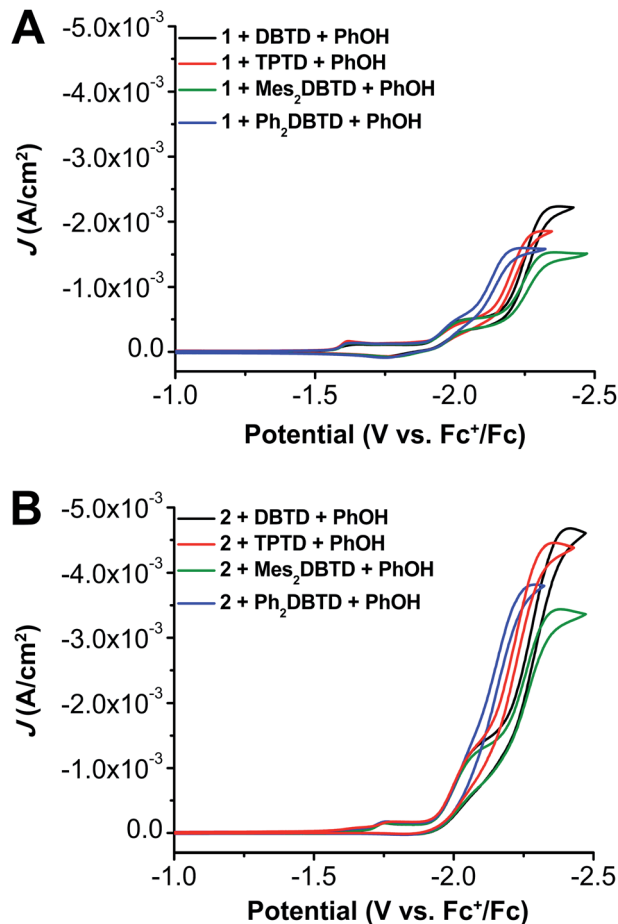 A
-5.0x10⁻³
-4.0x10⁻³
-3.0x10⁻³
-2.0x10⁻³
-1.0x10⁻³
0.0
J (A/cm²)
1 + DBTD + PhOH
1 + TPTD + PhOH
1 + Mes₂DBTD + PhOH
1 + Ph₂DBTD + PhOH
-1.0 -1.5 -2.0 -2.5
Potential (V vs. Fc⁺/Fc)
B
-5.0x10⁻³
-4.0x10⁻³
-3.0x10⁻³
-2.0x10⁻³
-1.0x10⁻³
0.0
J (A/cm²)
2 + DBTD + PhOH
2 + TPTD + PhOH
2 + Mes₂DBTD + PhOH
2 + Ph₂DBTD + PhOH
-1.0 -1.5 -2.0 -2.5
Potential (V vs. Fc⁺/Fc)